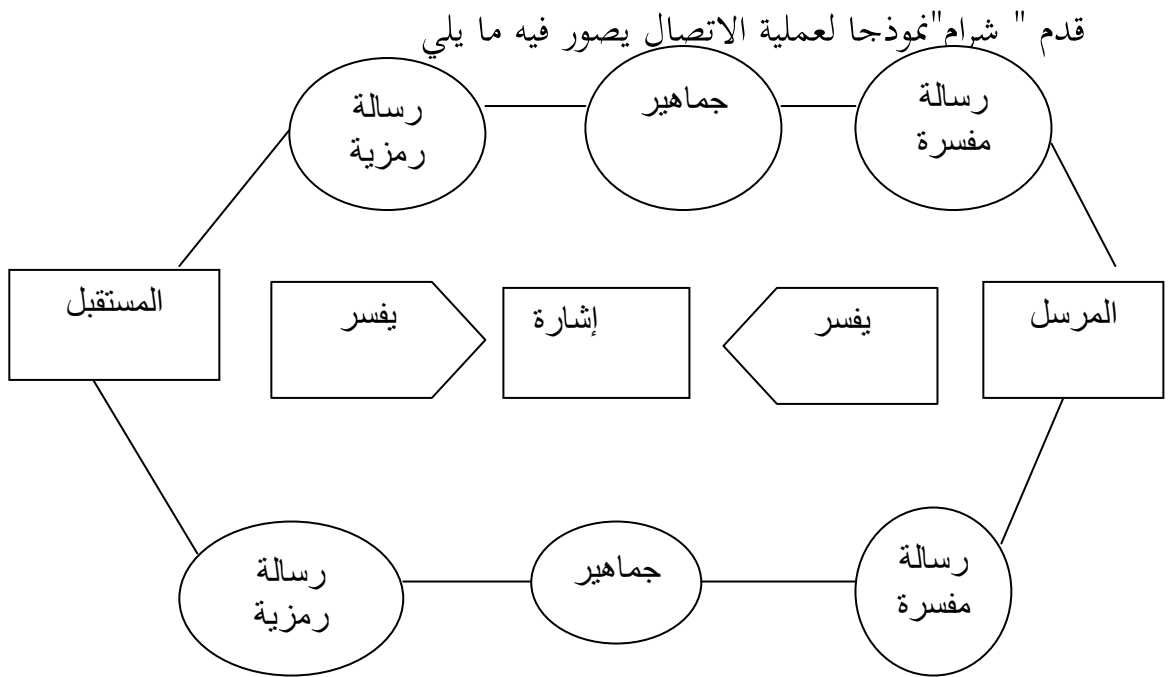 قدم " شرام"نموذجا لعملية الاتصال يصور فيه ما يلي
رسالة
مفسرة
جماهير
رسالة
رمزية
المرسل
يفسر
إشارة
يفسر
المستقبل
رسالة
مفسرة
جماهير
رسالة
رمزية